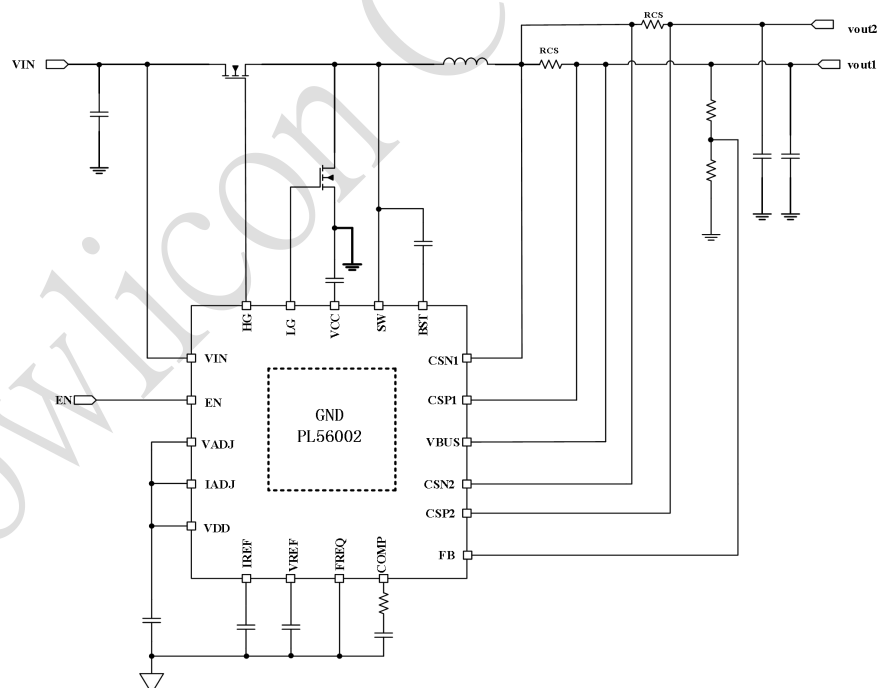 RCS
vout2
RCS
VIN
vout1
HG
LG
VCC
SW
BST
VIN
CSN1
EN
EN
CSP1
GND
PL56002
VADJ
VBUS
IADJ
CSN2
VDD
CSP2
IREF
VREF
FREQ
COMP
FB